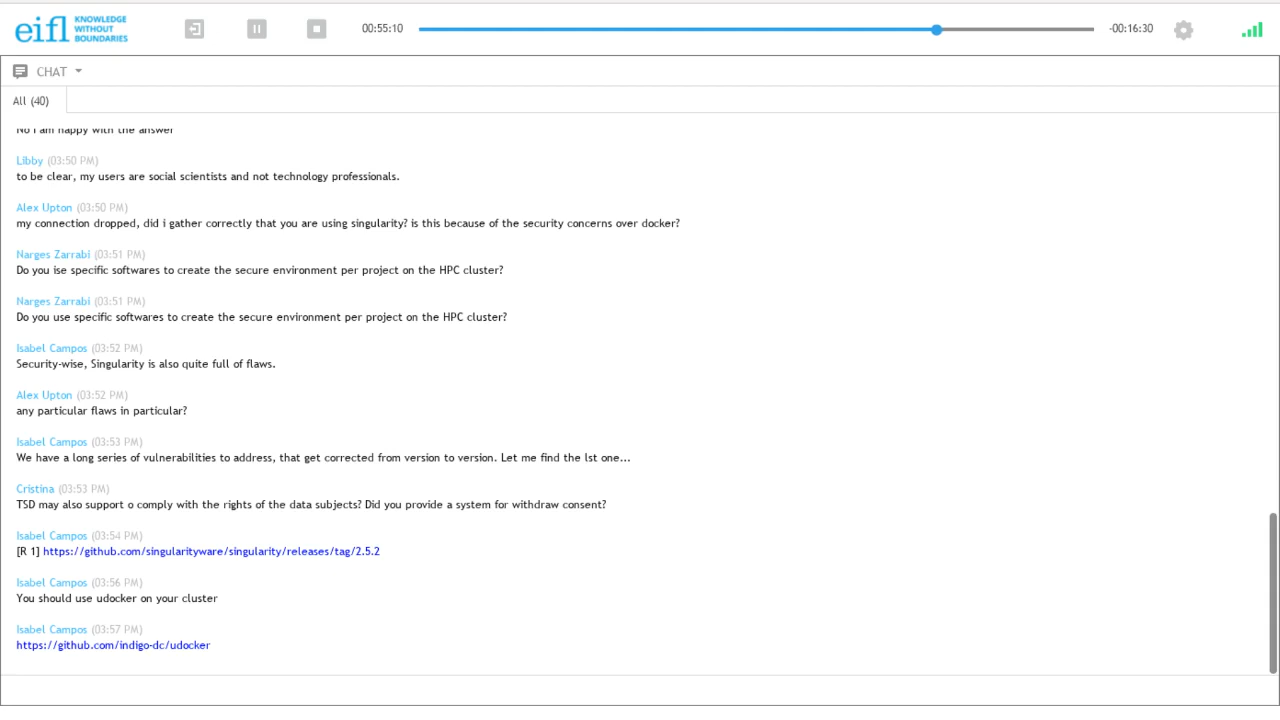 eifl KNOWLEDGE
WITHOUT
BOUNDARIES
00:55:10
-00:16:30
CHAT
All (40)
No I am happy with the answer
Libby (03:50 PM)
to be clear, my users are social scientists and not technology professionals.
Alex Upton (03:50 PM)
my connection dropped, did i gather correctly that you are using singularity? is this because of the security concerns over docker?
Narges Zarrabi (03:51 PM)
Do you ise specific softwares to create the secure environment per project on the HPC cluster?
Narges Zarrabi (03:51 PM)
Do you use specific softwares to create the secure environment per project on the HPC cluster?
Isabel Campos (03:52 PM)
Security-wise, Singularity is also quite full of flaws.
Alex Upton (03:52 PM)
any particular flaws in particular?
Isabel Campos (03:53 PM)
We have a long series of vulnerabilities to address, that get corrected from version to version. Let me find the lst one...
Cristina (03:53 PM)
TSD may also support o comply with the rights of the data subjects? Did you provide a system for withdraw consent?
Isabel Campos (03:54 PM)
[R 1] https://github.com/singularityware/singularity/releases/tag/2.5.2
Isabel Campos (03:56 PM)
You should use udocker on your cluster
Isabel Campos (03:57 PM)
https://github.com/indigo-dc/udocker